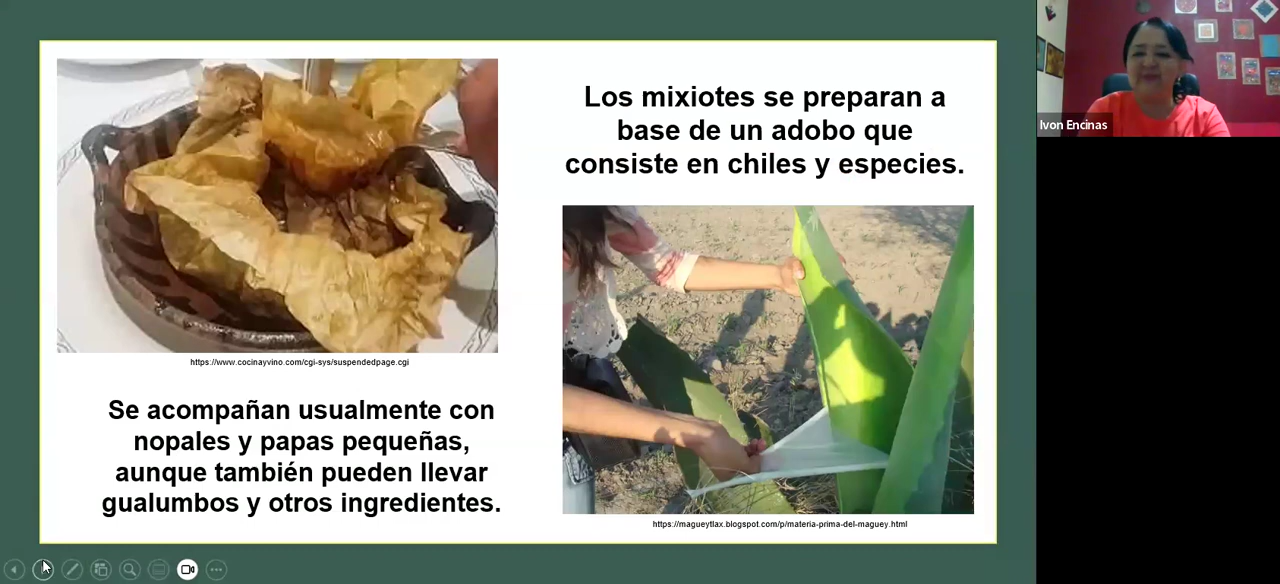 Los mixiotes se preparan a
base de un adobo que
consiste en chiles y especies.
https://www.cocinayvino.com/cgi-sys/suspendedpage.cgi
Se acompañan usualmente con
nopales y papas pequeñas,
aunque también pueden llevar
gualumbos y otros ingredientes.
https://magueytlax.blogspot.com/p/materia-prima-del-maguey.html
Ivon Encinas